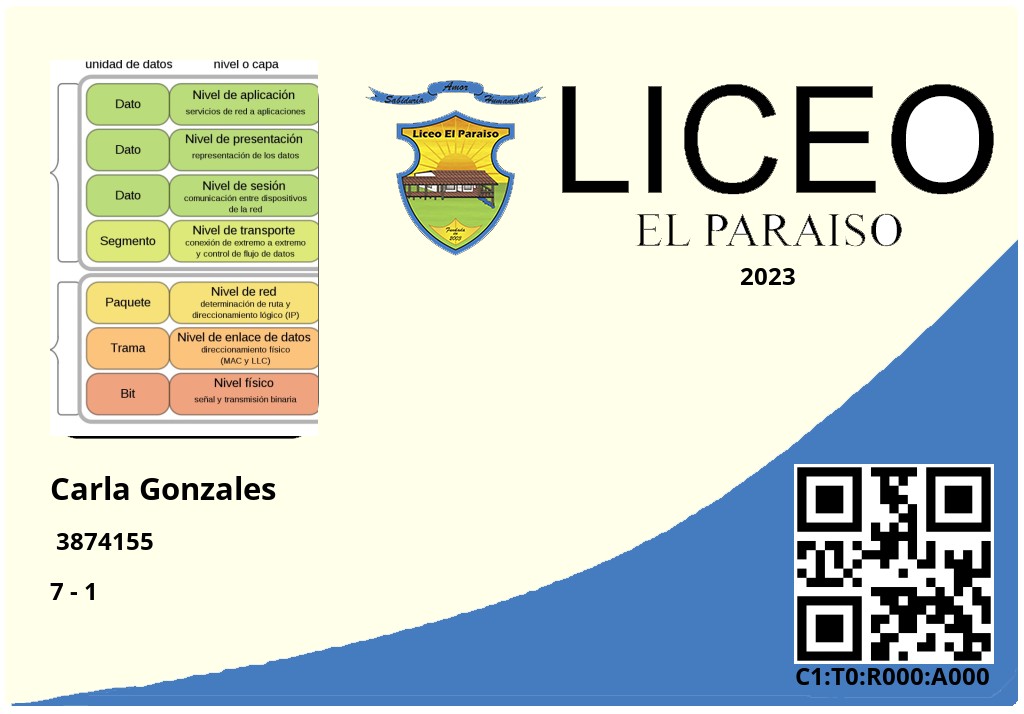 unidad de datos nivel o capa
Dato
Nivel de aplicación
servicios de red a aplicaciones
Dato
Nivel de presentación
representación de los datos
Dato
Nivel de sesión
comunicación entre dispositivos
de la red
Segmento
Nivel de transporte
conexión de extremo a extremo
y control de flujo de datos
Paquete
Nivel de red
determinación de ruta y
direccionamiento lógico (IP)
Trama
Nivel de enlace de datos
direccionamiento físico
(MAC y LLC)
Bit
Nivel físico
señal y transmisión binaria
Sabiduría Amor Humanidad
Liceo El Paraiso
Fundado
de
2003
LICEO
EL PARAISO
2023
Carla Gonzales
3874155
7 - 1
C1:T0:R000:A000